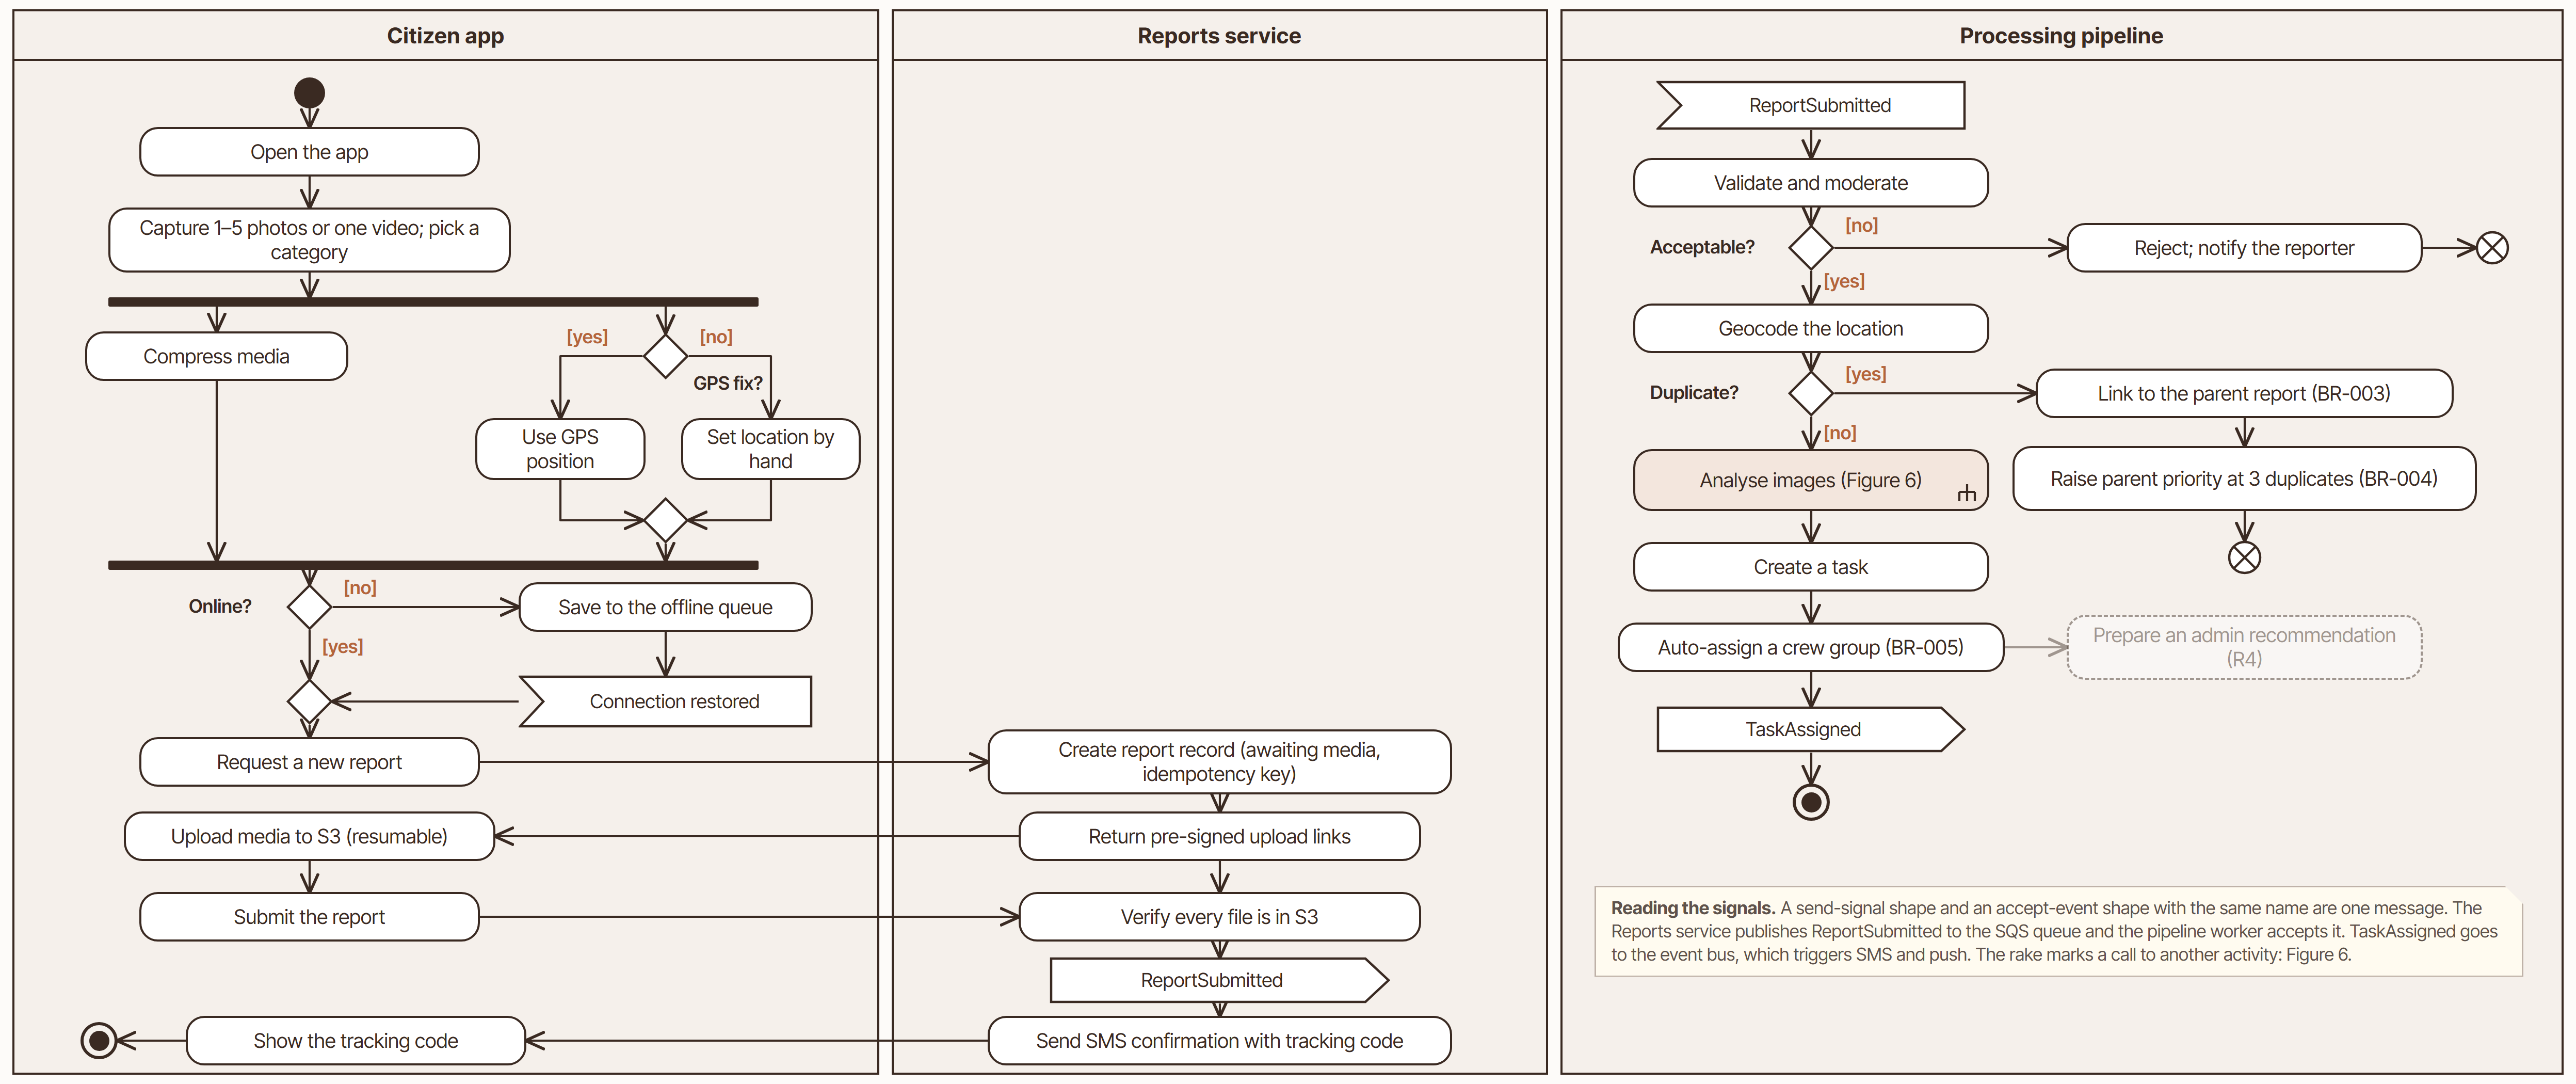 Citizen app
Open the app
Capture 1–5 photos or one video; pick a
category
Compress media
[yes]
[no]
GPS fix?
Use GPS
position
Set location by
hand
Online?
[no]
Save to the offline queue
[yes]
Connection restored
Request a new report
Upload media to S3 (resumable)
Submit the report
Show the tracking code
Reports service
Create report record (awaiting media,
idempotency key)
Return pre-signed upload links
Verify every file is in S3
ReportSubmitted
Send SMS confirmation with tracking code
Processing pipeline
ReportSubmitted
Validate and moderate
Acceptable?
[no]
Reject; notify the reporter
[yes]
Geocode the location
Duplicate?
[yes]
Link to the parent report (BR-003)
[no]
Analyse images (Figure 6)
Raise parent priority at 3 duplicates (BR-004)
Create a task
Auto-assign a crew group (BR-005)
Prepare an admin recommendation
(R4)
TaskAssigned
Reading the signals. A send-signal shape and an accept-event shape with the same name are one message. The
Reports service publishes ReportSubmitted to the SQS queue and the pipeline worker accepts it. TaskAssigned goes
to the event bus, which triggers SMS and push. The rake marks a call to another activity: Figure 6.